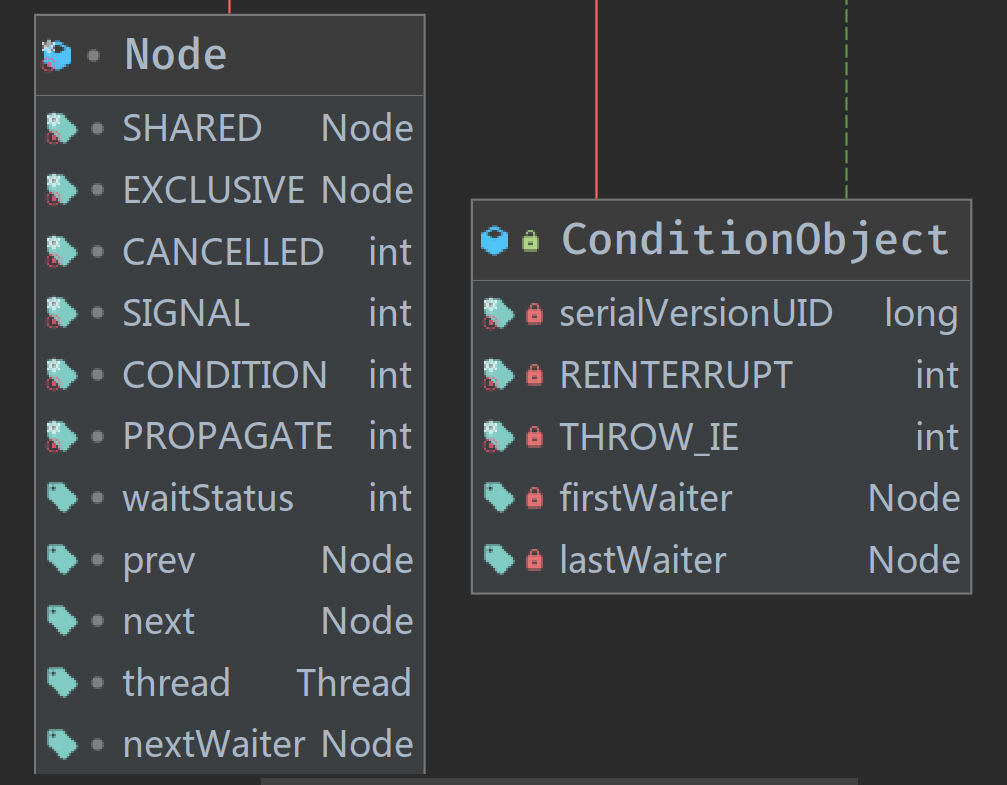 Node
SHARED Node
EXCLUSIVE Node
CANCELLED int
SIGNAL int
CONDITION int
PROPAGATE int
waitStatus int
prev Node
next Node
thread Thread
nextWaiter Node
ConditionObject
serialVersionUID long
REINTERRUPT int
THROW_IE int
firstWaiter Node
lastWaiter Node